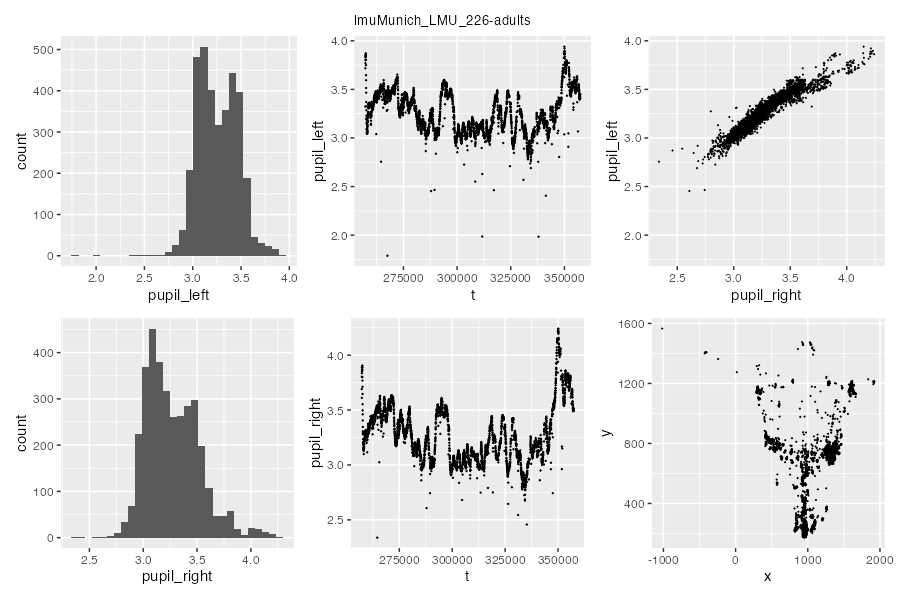 lmuMunich_LMU_226-adults
500
400
300
200
100
0
2.0 2.5 3.0 3.5 4.0
count
pupil_left
4.0
3.5
3.0
2.5
2.0
275000 300000 325000 350000
pupil_left
t
4.0
3.5
3.0
2.5
2.0
2.5 3.0 3.5 4.0
pupil_left
pupil_right
400
300
200
100
0
2.5 3.0 3.5 4.0
count
pupil_right
4.0
3.5
3.0
2.5
275000 300000 325000 350000
pupil_right
t
1600
1200
800
400
-1000 0 1000 2000
y
x